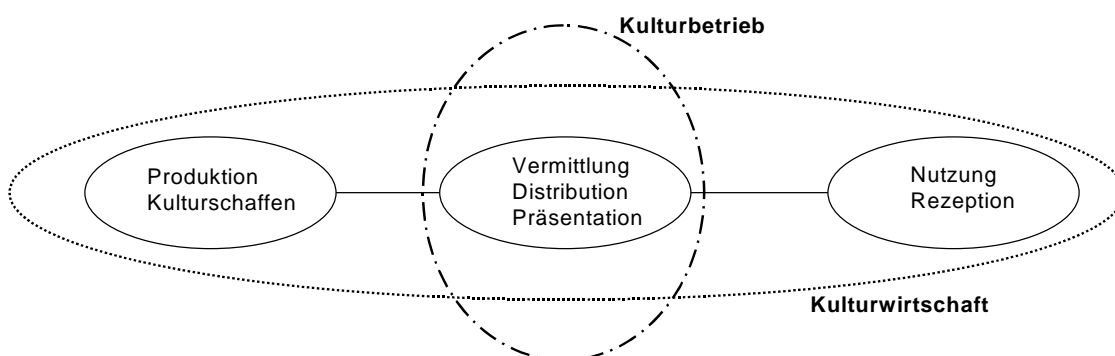 Kulturbetrieb
Produktion
Kulturschaffen
Vermittlung
Distribution
Präsentation
Nutzung
Rezeption
Kulturwirtschaft